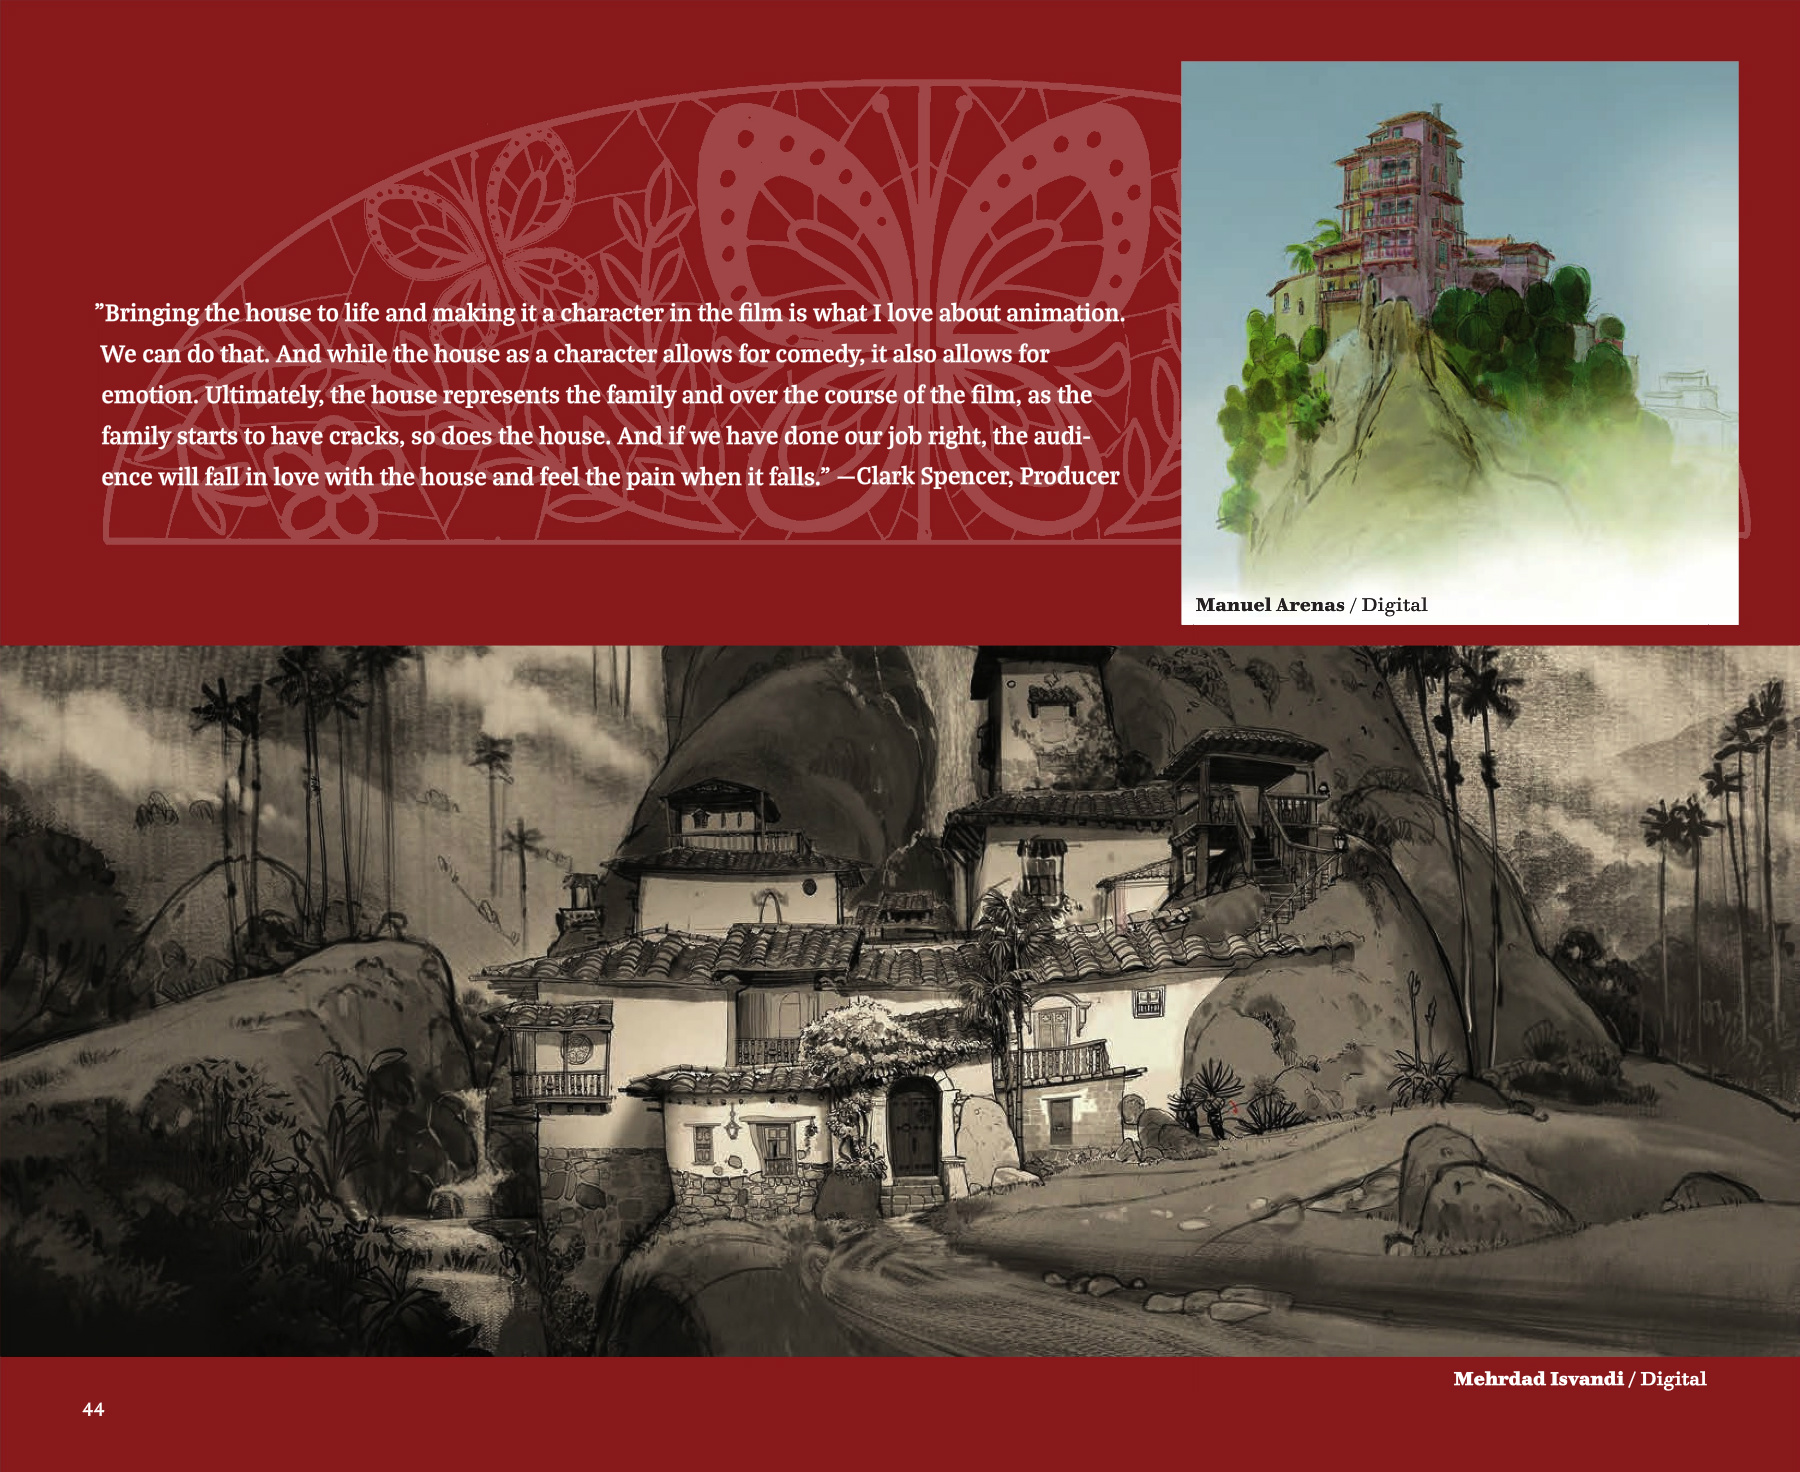 ”Bringing the house to life and making it a character in the film is what I love about animation.
We can do that. And while the house as a character allows for comedy, it also allows for
emotion. Ultimately, the house represents the family and over the course of the film, as the
family starts to have cracks, so does the house. And if we have done our job right, the audi-
ence will fall in love with the house and feel the pain when it falls.” —Clark Spencer, Producer
Manuel Arenas / Digital
Mehrdad Isvandi / Digital
44